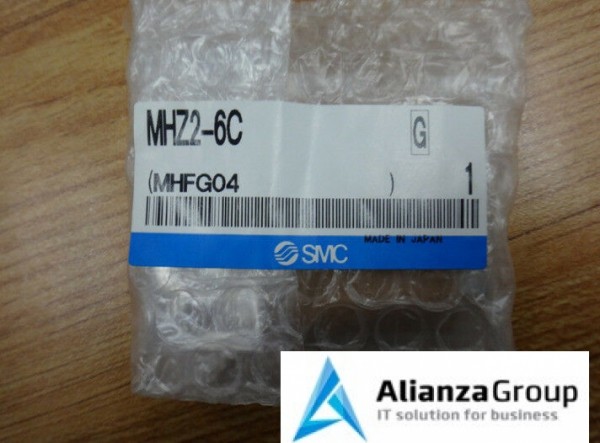 MHZ2-6C G
(MHFG04 ) 1
MADE IN JAPAN
SMC
AlianzaGroup
IT solution for business